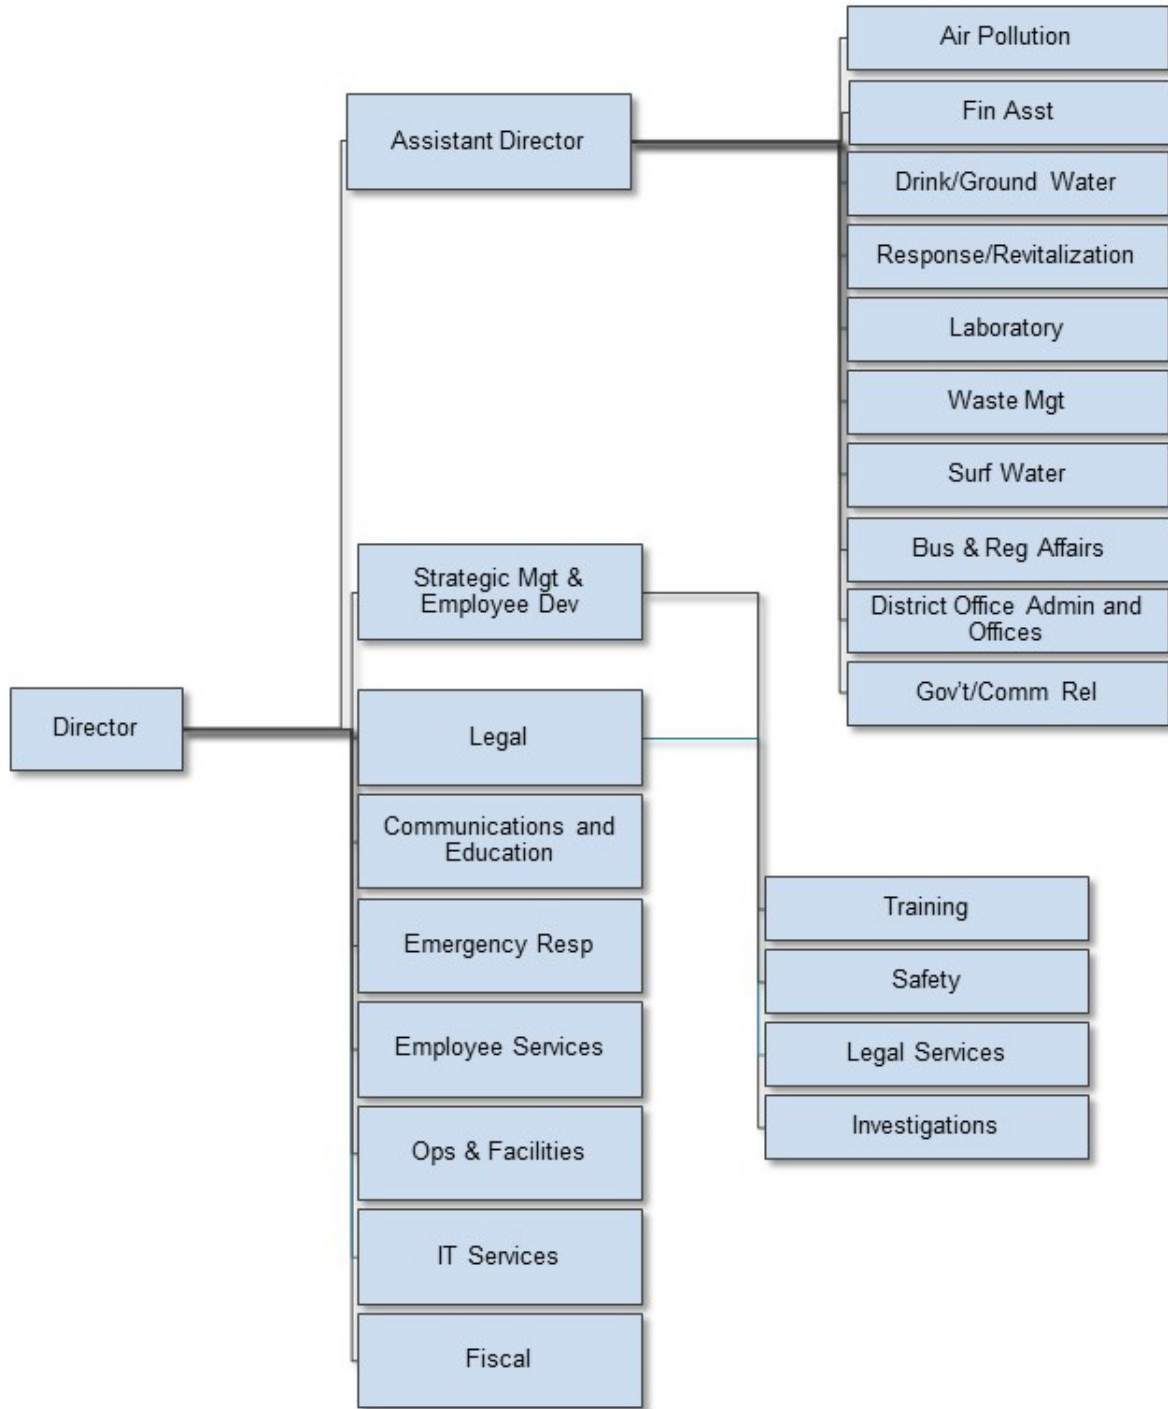 Air Pollution
Fin Asst
Assistant Director
Drink/Ground Water
Response/Revitalization
Laboratory
Waste Mgt
Surf Water
Bus & Reg Affairs
District Office Admin and
Offices
Gov't/Comm Rel
Strategic Mgt &
Employee Dev
Director
Legal
Communications and
Education
Emergency Resp
Employee Services
Ops & Facilities
IT Services
Fiscal
Training
Safety
Legal Services
Investigations